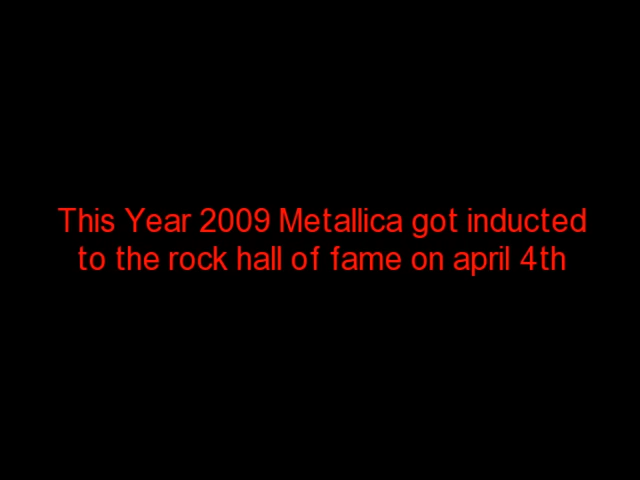 This Year 2009 Metallica got inducted
to the rock hall of fame on april 4th